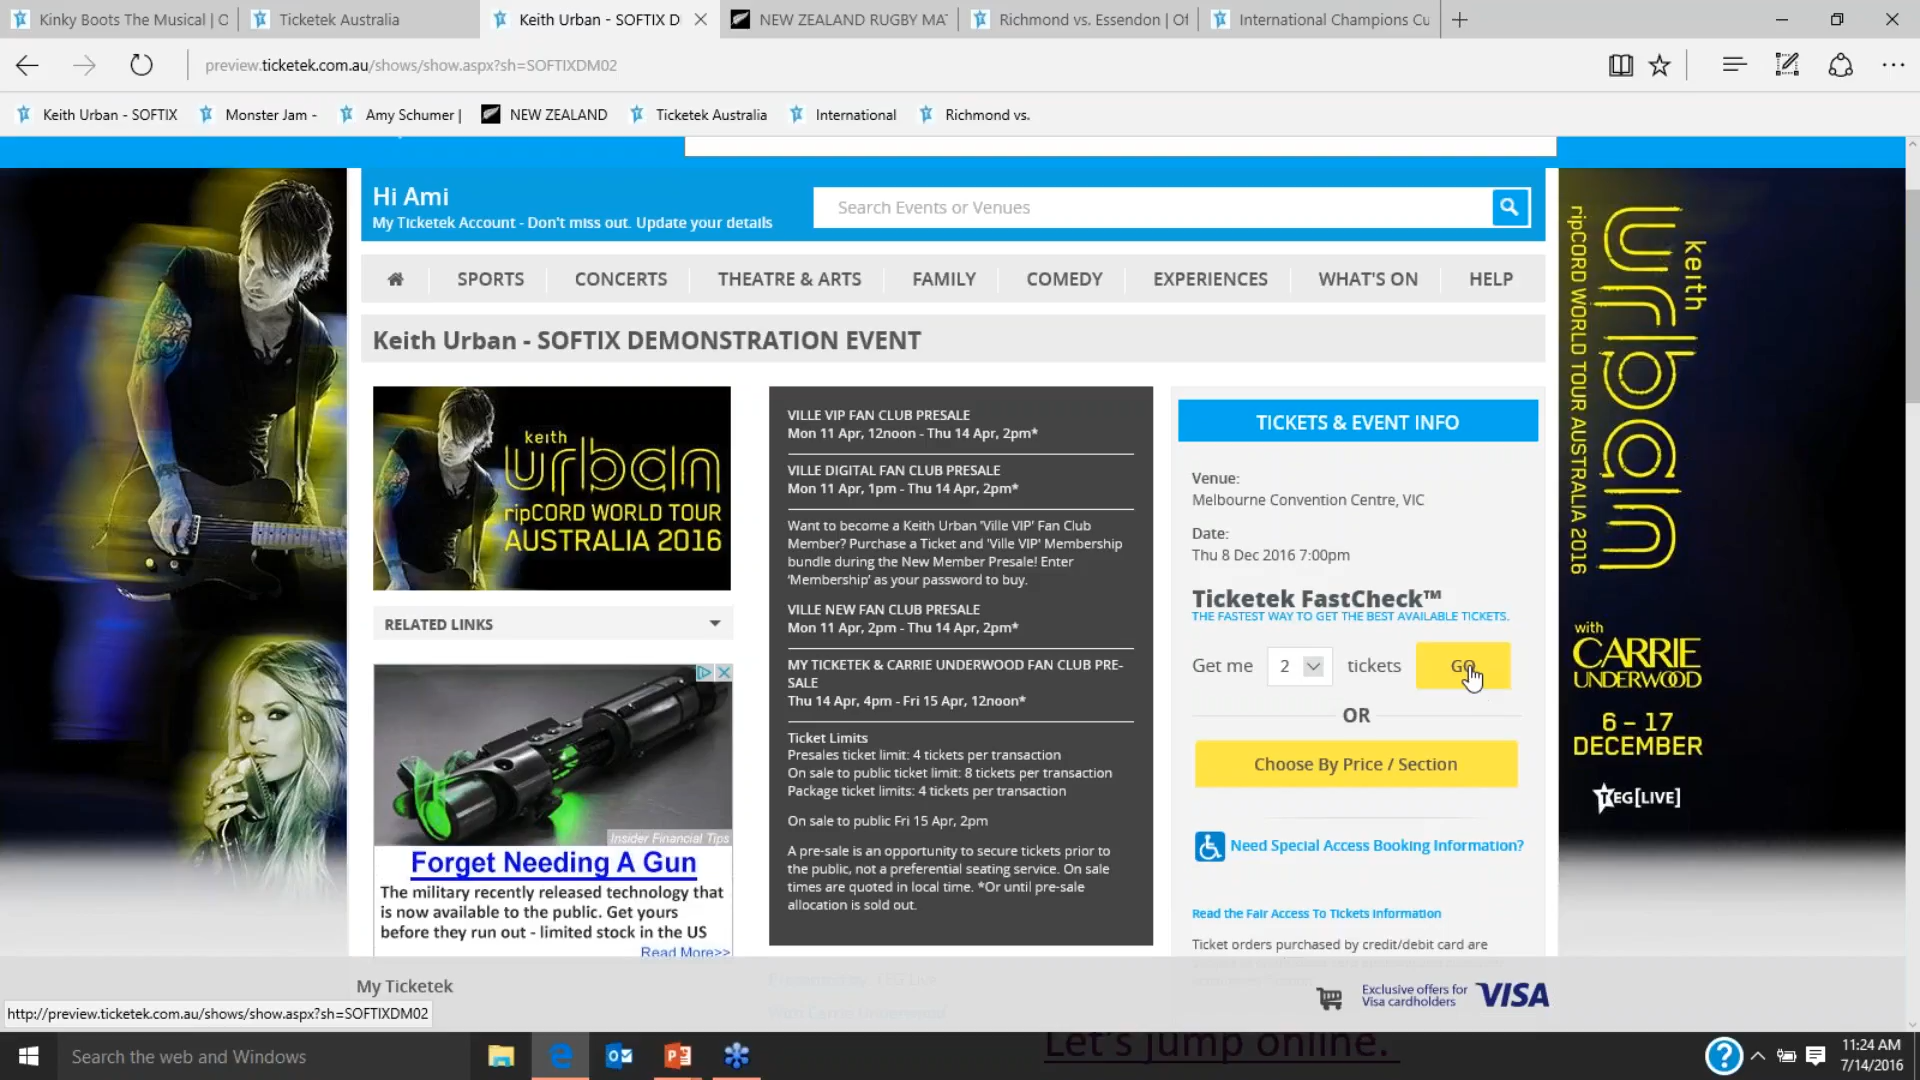 Kinky Boots The Musical | O
Ticketek Australia
Keith Urban - SOFTIX D
NEW ZEALAND RUGBY MA
Richmond vs. Essendon | Of
International Champions Cu
preview.ticketek.com.au/shows/show.aspx?sh=SOFTIXDM02
Keith Urban - SOFTIX
Monster Jam -
Amy Schumer |
NEW ZEALAND
Ticketek Australia
International
Richmond vs.
Hi Ami
My Ticketek Account - Don't miss out. Update your details
Search Events or Venues
SPORTS
CONCERTS
THEATRE & ARTS
FAMILY
COMEDY
EXPERIENCES
WHAT'S ON
HELP
Keith Urban - SOFTIX DEMONSTRATION EVENT
keith
urban
ripCORD WORLD TOUR
AUSTRALIA 2016
RELATED LINKS
Insider Financial Tips
Forget Needing A Gun
The military recently released technology that
is now available to the public. Get yours
before they run out - limited stock in the US
Read More>>
VILLE VIP FAN CLUB PRESALE
Mon 11 Apr, 12noon - Thu 14 Apr, 2pm*
VILLE DIGITAL FAN CLUB PRESALE
Mon 11 Apr, 1pm - Thu 14 Apr, 2pm*
Want to become a Keith Urban 'Ville VIP' Fan Club
Member? Purchase a Ticket and 'Ville VIP' Membership
bundle during the New Member Presale! Enter
'Membership' as your password to buy.
VILLE NEW FAN CLUB PRESALE
Mon 11 Apr, 2pm - Thu 14 Apr, 2pm*
MY TICKETEK & CARRIE UNDERWOOD FAN CLUB PRE-
SALE
Thu 14 Apr, 4pm - Fri 15 Apr, 12noon*
Ticket Limits
Presales ticket limit: 4 tickets per transaction
On sale to public ticket limit: 8 tickets per transaction
Package ticket limits: 4 tickets per transaction
On sale to public Fri 15 Apr, 2pm
A pre-sale is an opportunity to secure tickets prior to
the public, not a preferential seating service. On sale
times are quoted in local time. *Or until pre-sale
allocation is sold out.
TICKETS & EVENT INFO
Venue:
Melbourne Convention Centre, VIC
Date:
Thu 8 Dec 2016 7:00pm
Ticketek FastCheck™
THE FASTEST WAY TO GET THE BEST AVAILABLE TICKETS.
Get me 2 tickets GO
OR
Choose By Price / Section
Need Special Access Booking Information?
Read the Fair Access To Tickets Information
Ticket orders purchased by credit/debit card are
keith
urban
ripCORD WORLD TOUR AUSTRALIA 2016
with
CARRIE
UNDERWOOD
6 – 17
DECEMBER
TEG[LIVE]
My Ticketek
Exclusive offers for
Visa cardholders
VISA
http://preview.ticketek.com.au/shows/show.aspx?sh=SOFTIXDM02
Let's jump online.
Search the web and Windows
11:24 AM
7/14/2016